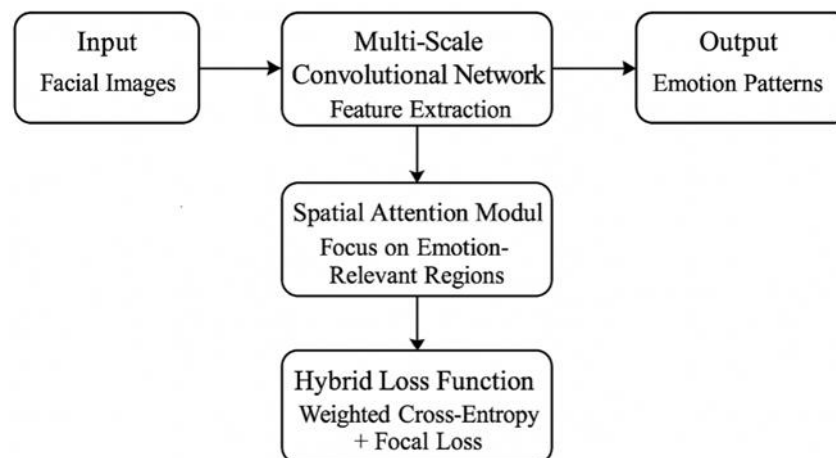 Input
Facial Images
Multi-Scale
Convolutional Network
Feature Extraction
Output
Emotion Patterns
Spatial Attention Modul
Focus on Emotion-
Relevant Regions
Hybrid Loss Function
Weighted Cross-Entropy
+ Focal Loss